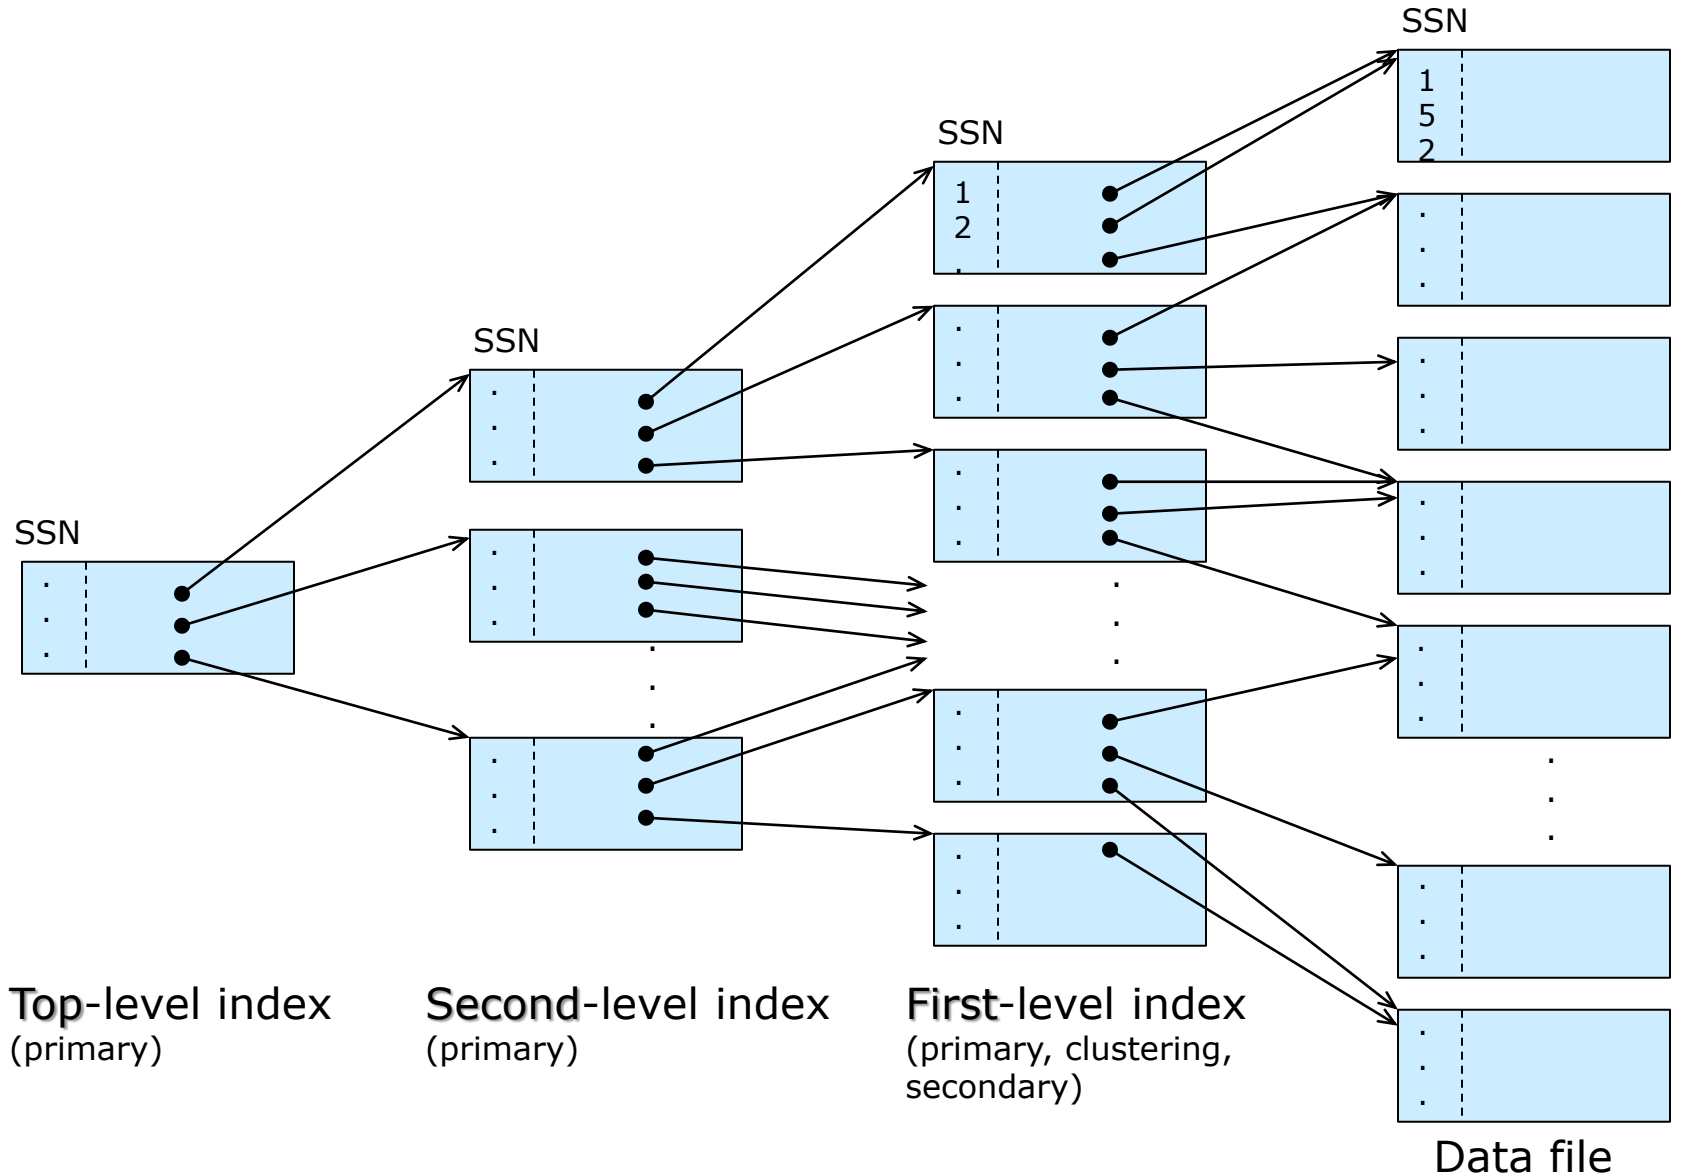 SSN
1
5
2
SSN
1
2
.
SSN
SSN
Top-level index
(primary)
Second-level index
(primary)
First-level index
(primary, clustering,
secondary)
Data file